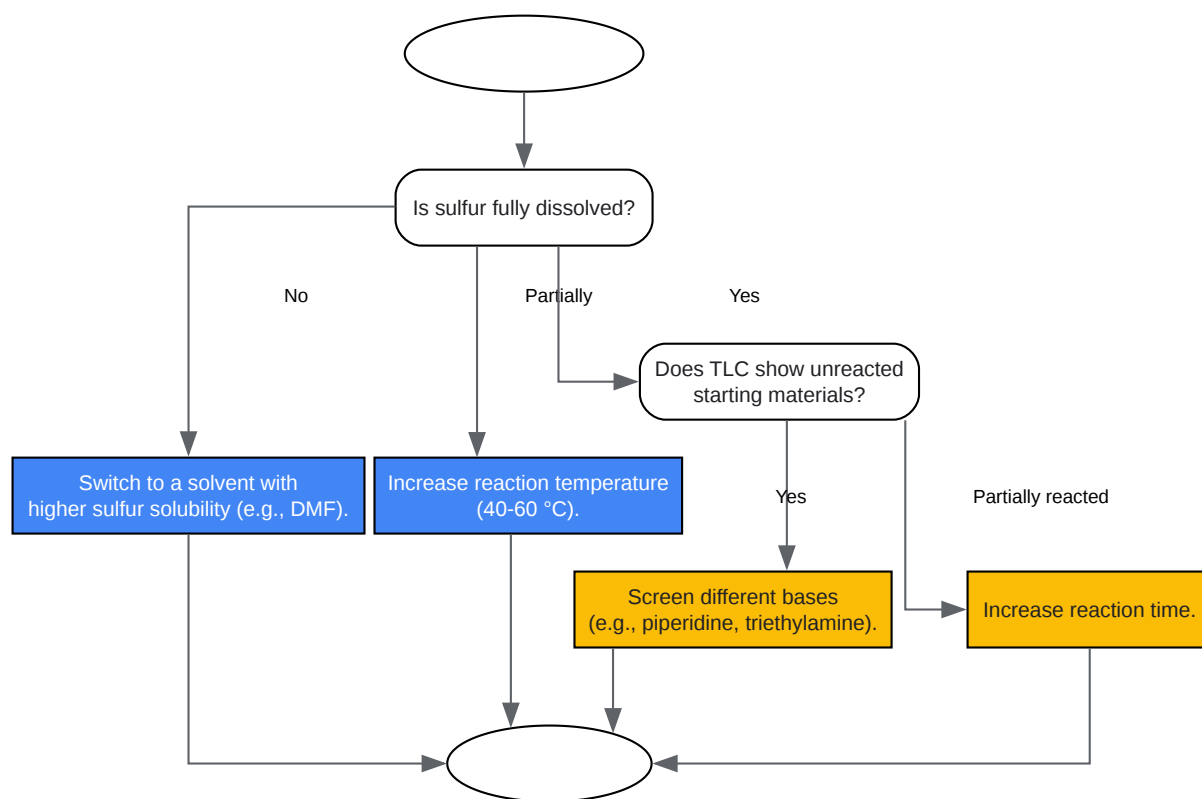 Is sulfur fully dissolved?
No
Partially
Yes
Does TLC show unreacted
starting materials?
Switch to a solvent with
higher sulfur solubility (e.g., DMF).
Increase reaction temperature
(40-60 °C).
Yes
Partially reacted
Screen different bases
(e.g., piperidine, triethylamine).
Increase reaction time.